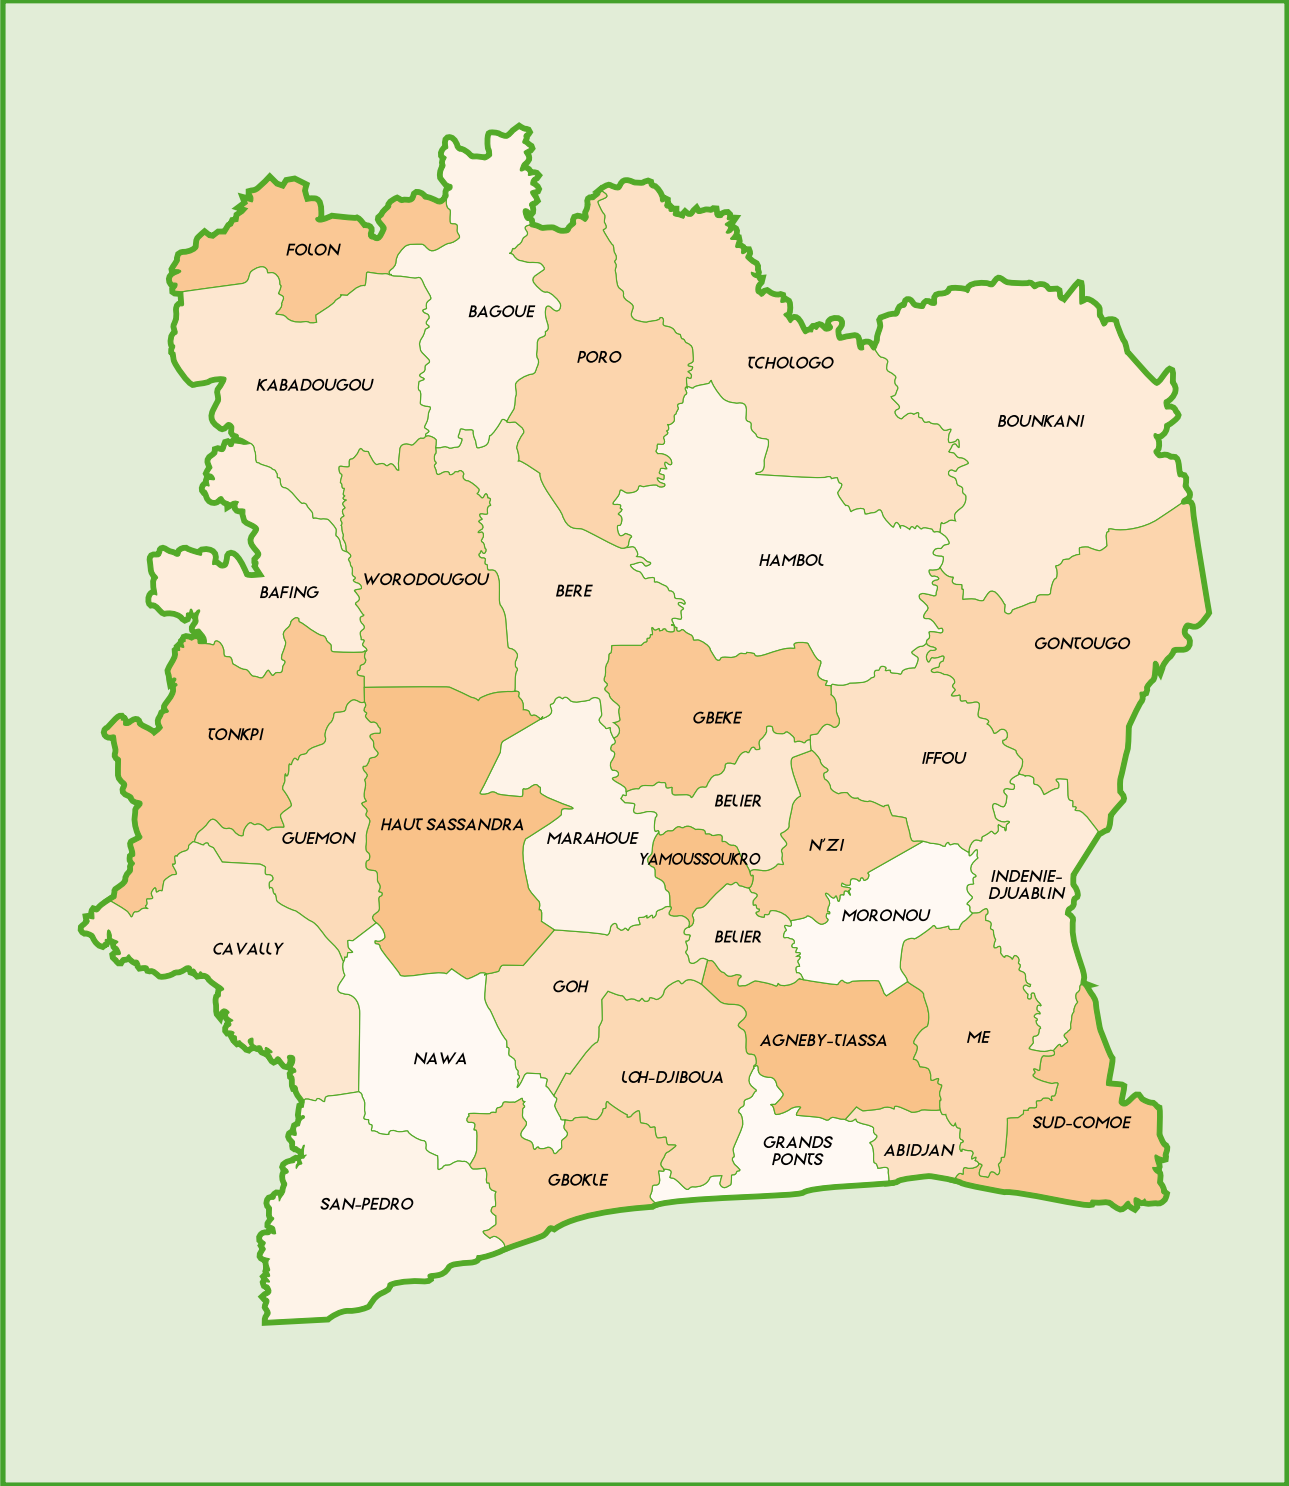 FOLON
BAGOUE
PORO
TCHOLOGO
KABADOUGOU
BOUNKANI
HAMBOL
WORODOUGOU
BAFING
BERE
GONTOUGO
GBEKE
TONKPI
IFFOU
BELIER
HAUT SASSANDRA
GUEMON
MARAHOUE
N'ZI
YAMOUSSOUKRO
INDENIE-
DJUABLIN
MORONOU
BELIER
CAVALLY
GOH
ME
AGNEBY-TIASSA
NAWA
LOH-DJIBOUA
SUD-COMOE
GRANDS
PONTS
ABIDJAN
GBOKLE
SAN-PEDRO